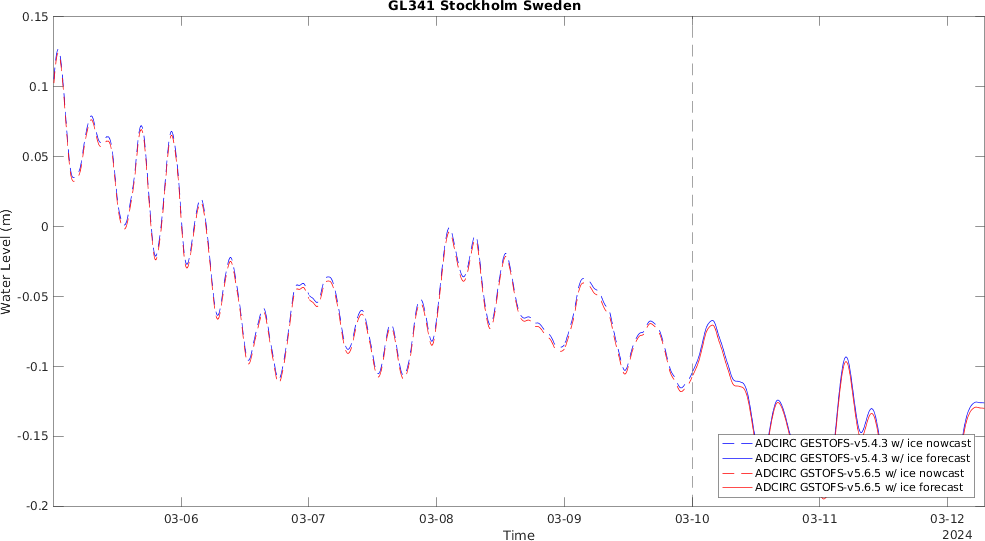 GL341 Stockholm Sweden
0.15
0.1
0.05
0
-0.05
-0.1
-0.15
-0.2
Water Level (m)
ADCIRC GESTOFS-v5.4.3 w/ ice nowcast
ADCIRC GESTOFS-v5.4.3 w/ ice forecast
ADCIRC GSTOFS-v5.6.5 w/ ice nowcast
ADCIRC GSTOFS-v5.6.5 w/ ice forecast
03-06 03-07 03-08 03-09 03-10 03-11 03-12
Time
2024